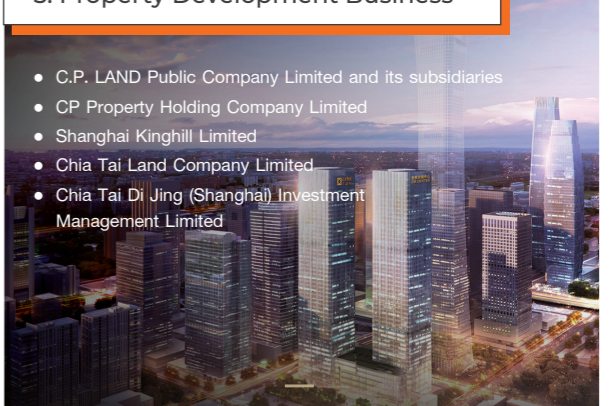 5. Property Development Business
● C.P. LAND Public Company Limited and its subsidiaries
● CP Property Holding Company Limited
● Shanghai Kinghill Limited
● Chia Tai Land Company Limited
● Chia Tai Di Jing (Shanghai) Investment
Management Limited